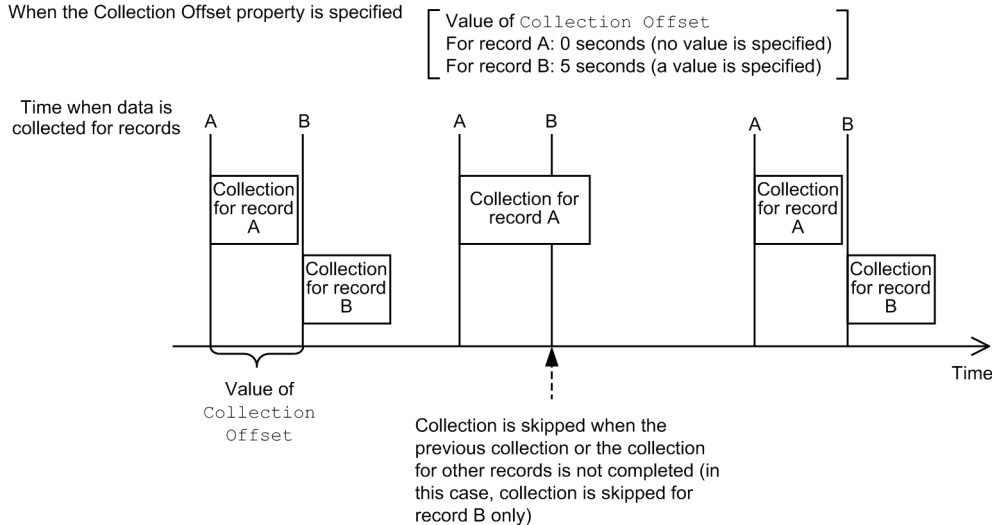 When the Collection Offset property is specified
Value of Collection Offset
For record A: 0 seconds (no value is specified)
For record B: 5 seconds (a value is specified)
Time when data is
collected for records
A
B
A
B
A
B
Collection
for record
A
Collection for
record A
Collection
for record
A
Collection
for record
B
Collection
for record
B
Time
Value of
Collection
Offset
Collection is skipped when the
previous collection or the collection
for other records is not completed (in
this case, collection is skipped for
record B only)